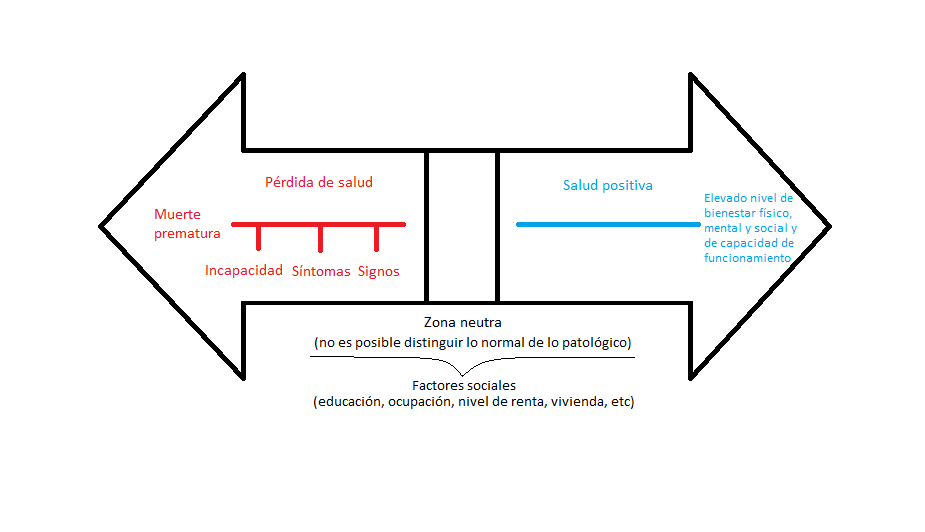 Pérdida de salud
Muerte
prematura
Incapacidad
Síntomas
Signos
Salud positiva
Elevado nivel de
bienestar físico,
mental y social y
de capacidad de
funcionamiento
Zona neutra
(no es posible distinguir lo normal de lo patológico)
Factores sociales
(educación, ocupación, nivel de renta, vivienda, etc)